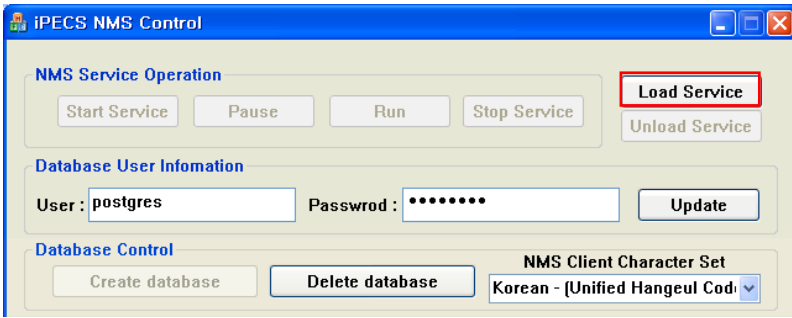 iPECS NMS Control
NMS Service Operation
Start Service Pause Run Stop Service
Load Service
Unload Service
Database User Infomation
User : postgres Passwrod : •••••••• Update
Database Control
Create database Delete database
NMS Client Character Set
Korean - (Unified Hangeul Cod